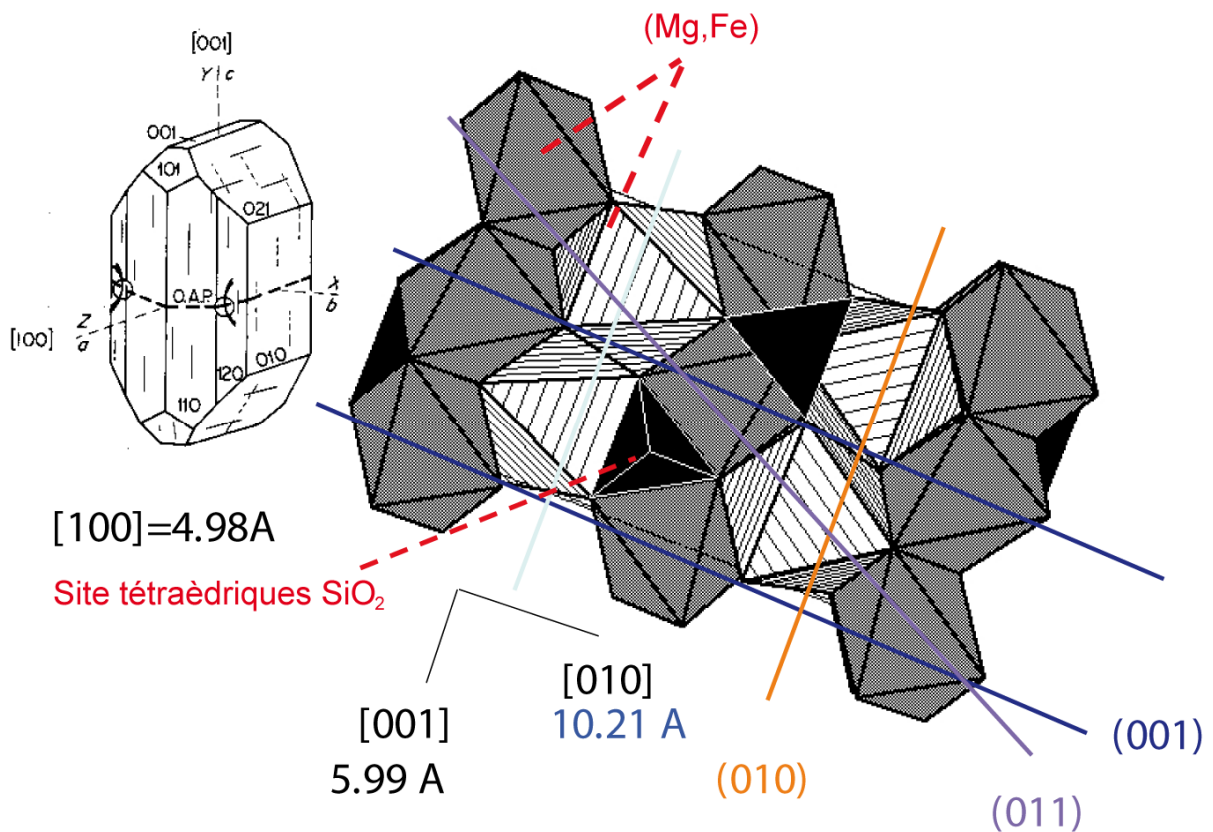 [001]
Y c
001
101
021
O.A.P.
Z
a
[100]
X
b
010
120
110
(Mg,Fe)
[100]=4.98A
Site tétraèdriques SiO₂
[001]
5.99 A
[010]
10.21 A
(010)
(001)
(011)